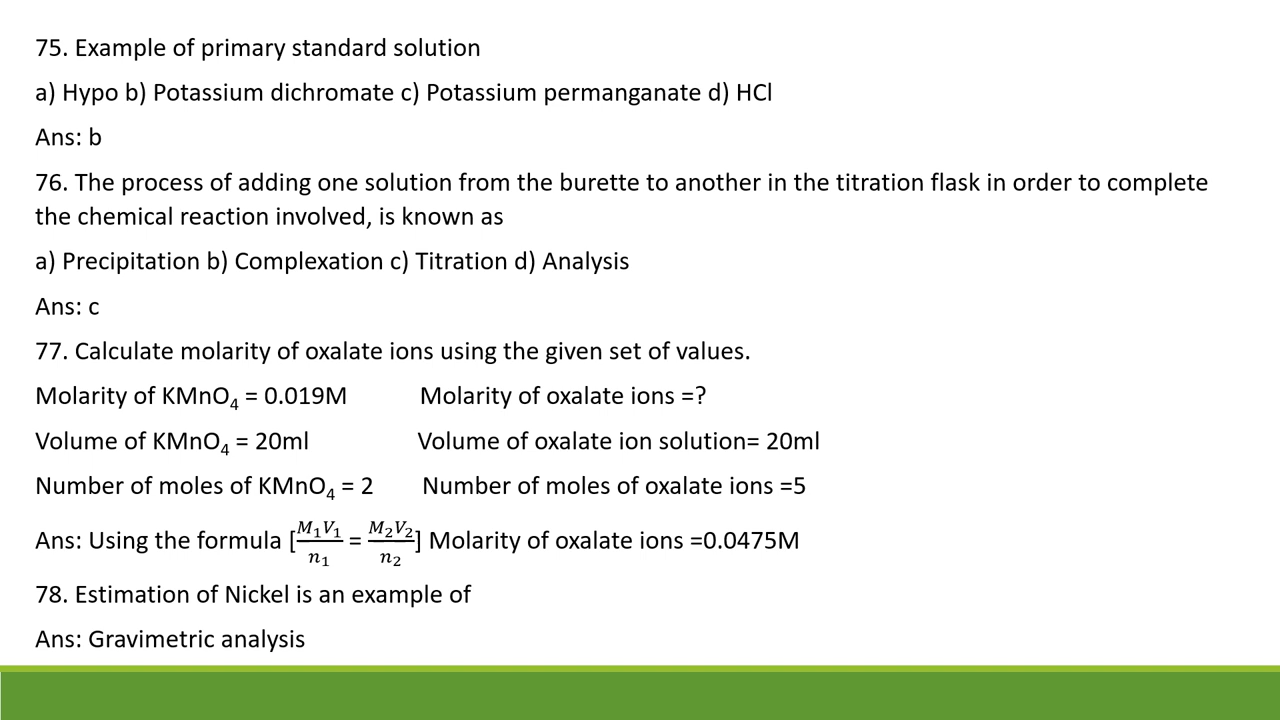 75. Example of primary standard solution
a) Hypo b) Potassium dichromate c) Potassium permanganate d) HCl
Ans: b
76. The process of adding one solution from the burette to another in the titration flask in order to complete
the chemical reaction involved, is known as
a) Precipitation b) Complexation c) Titration d) Analysis
Ans: c
77. Calculate molarity of oxalate ions using the given set of values.
Molarity of KMnO₄ = 0.019M Molarity of oxalate ions =?
Volume of KMnO₄ = 20ml Volume of oxalate ion solution= 20ml
Number of moles of KMnO₄ = 2 Number of moles of oxalate ions =5
Ans: Using the formula [M₁V₁/n₁ = M₂V₂/n₂] Molarity of oxalate ions =0.0475M
78. Estimation of Nickel is an example of
Ans: Gravimetric analysis